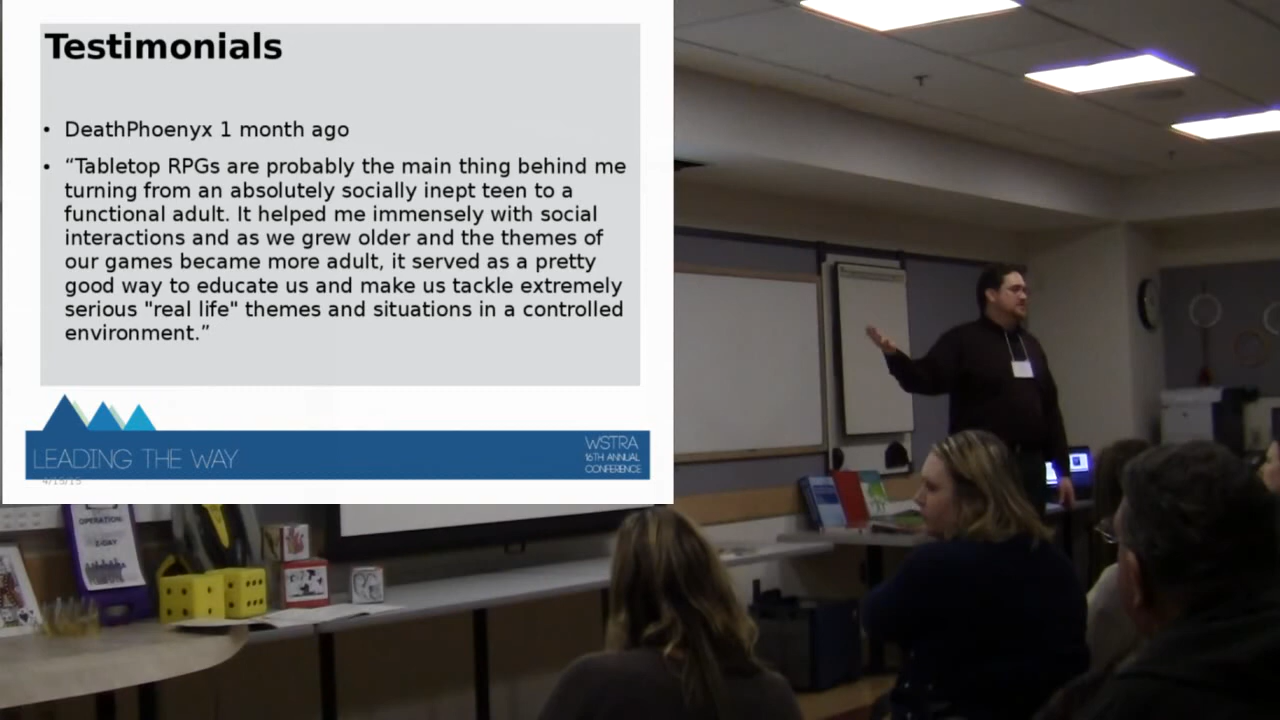 Testimonials
• DeathPhoenyx 1 month ago
• “Tabletop RPGs are probably the main thing behind me
turning from an absolutely socially inept teen to a
functional adult. It helped me immensely with social
interactions and as we grew older and the themes of
our games became more adult, it served as a pretty
good way to educate us and make us tackle extremely
serious "real life" themes and situations in a controlled
environment.”
LEADING THE WAY
WSTRA
16TH ANNUAL
CONFERENCE
4/15/15
OPERATION:
Z-DAY